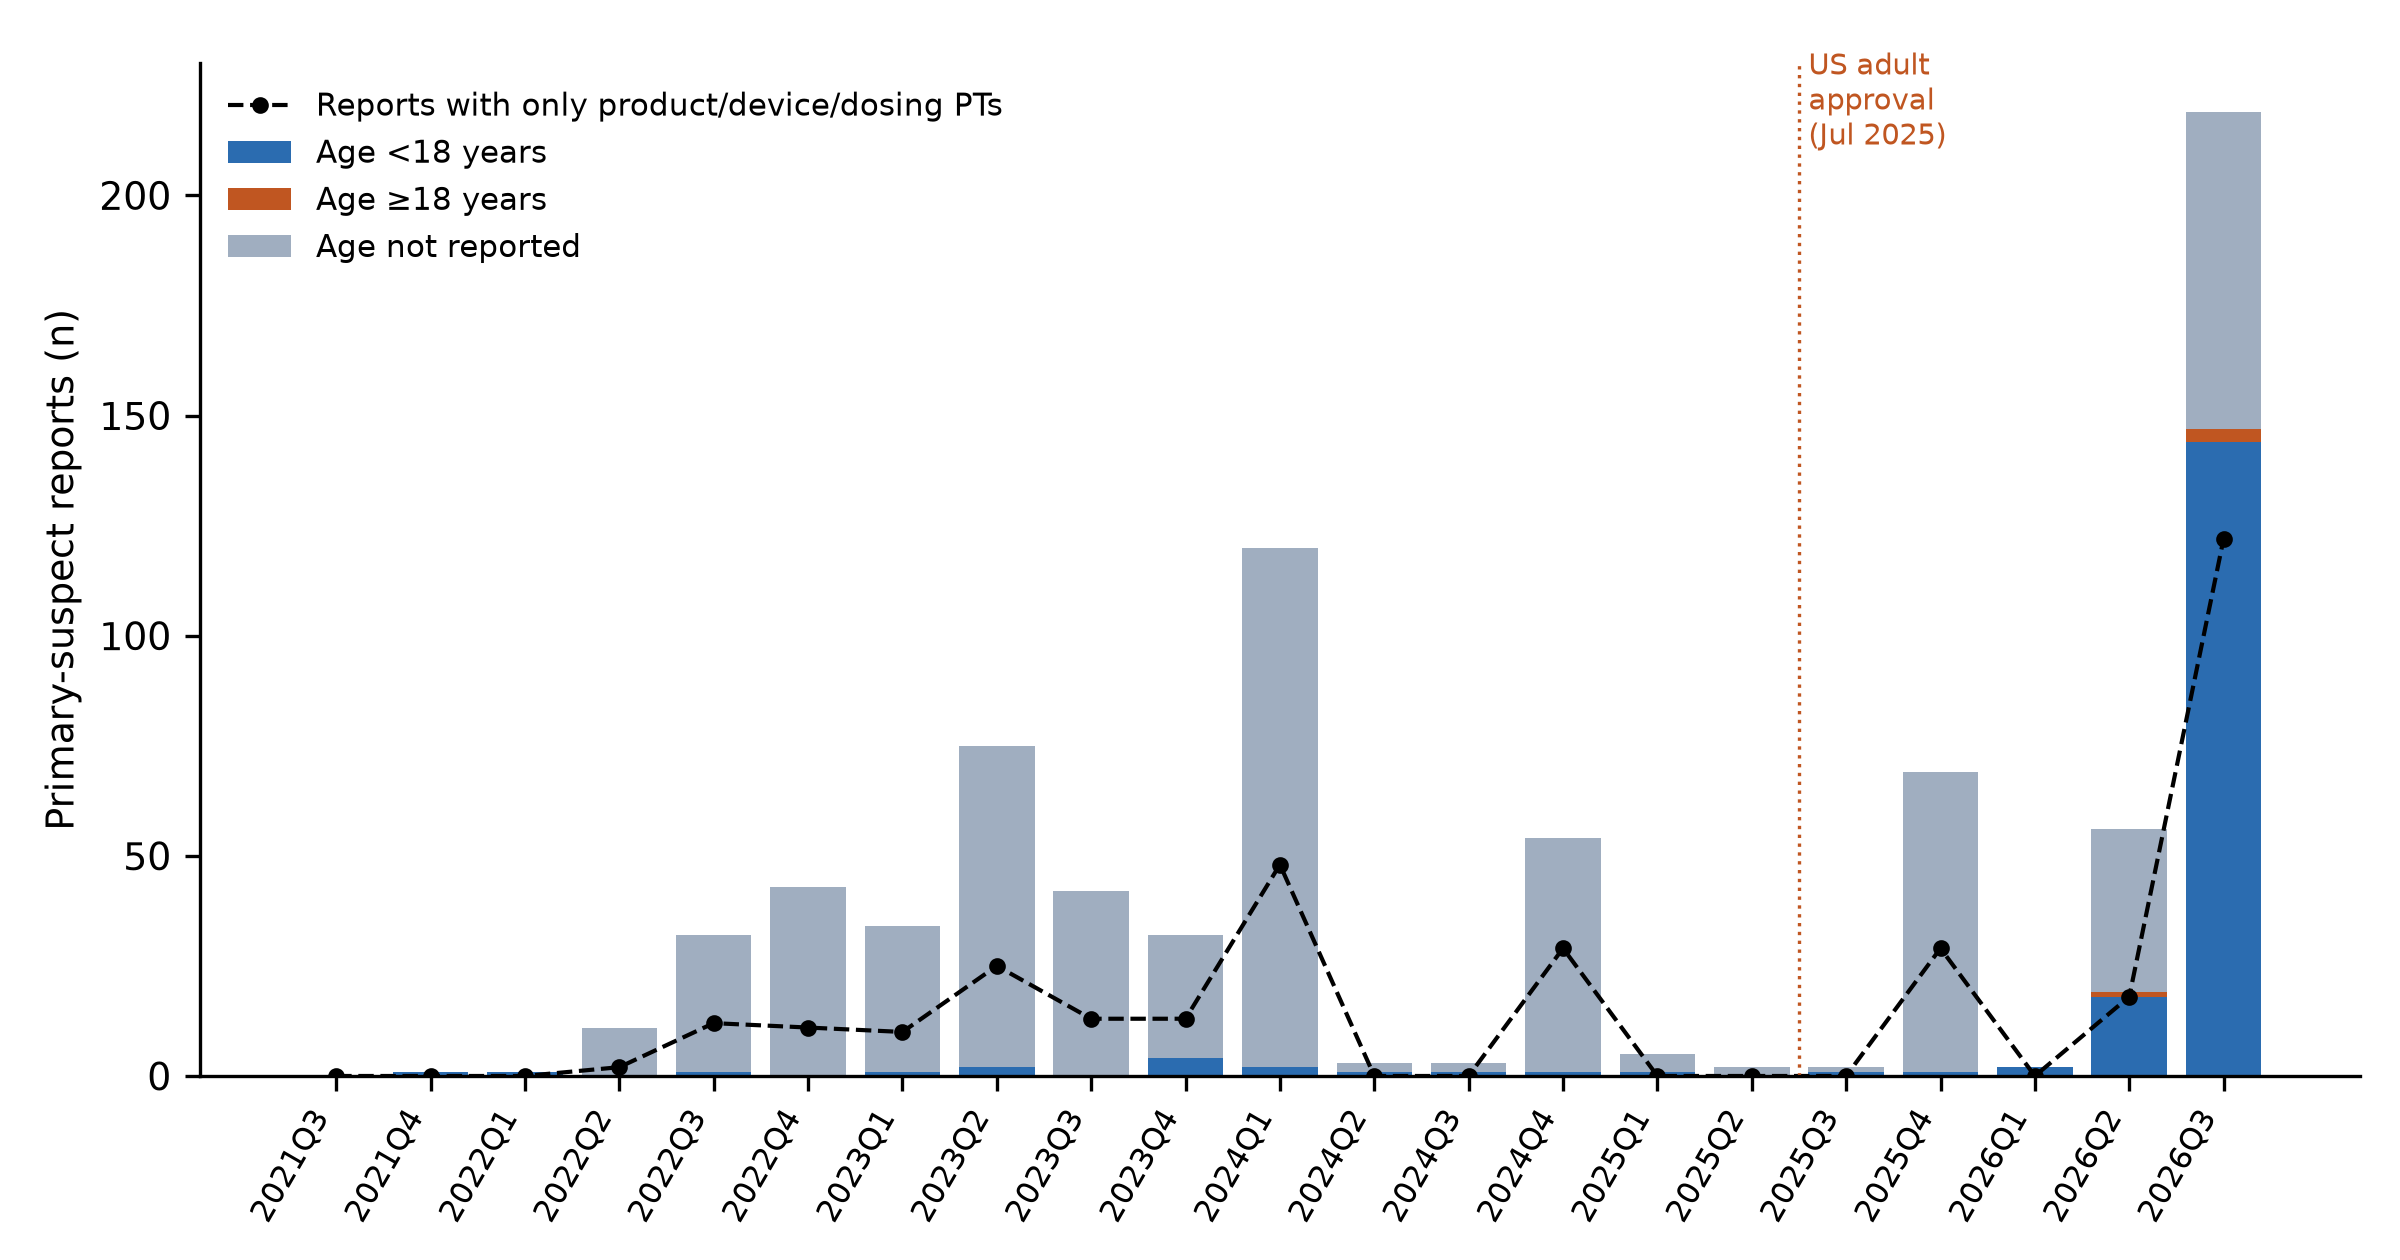 US adult
approval
(Jul 2025)
Reports with only product/device/dosing PTs
Age <18 years
Age ≥18 years
Age not reported
Primary-suspect reports (n)
200
150
100
50
0
2021Q3
2021Q4
2022Q1
2022Q2
2022Q3
2022Q4
2023Q1
2023Q2
2023Q3
2023Q4
2024Q1
2024Q2
2024Q3
2024Q4
2025Q1
2025Q2
2025Q3
2025Q4
2026Q1
2026Q2
2026Q3